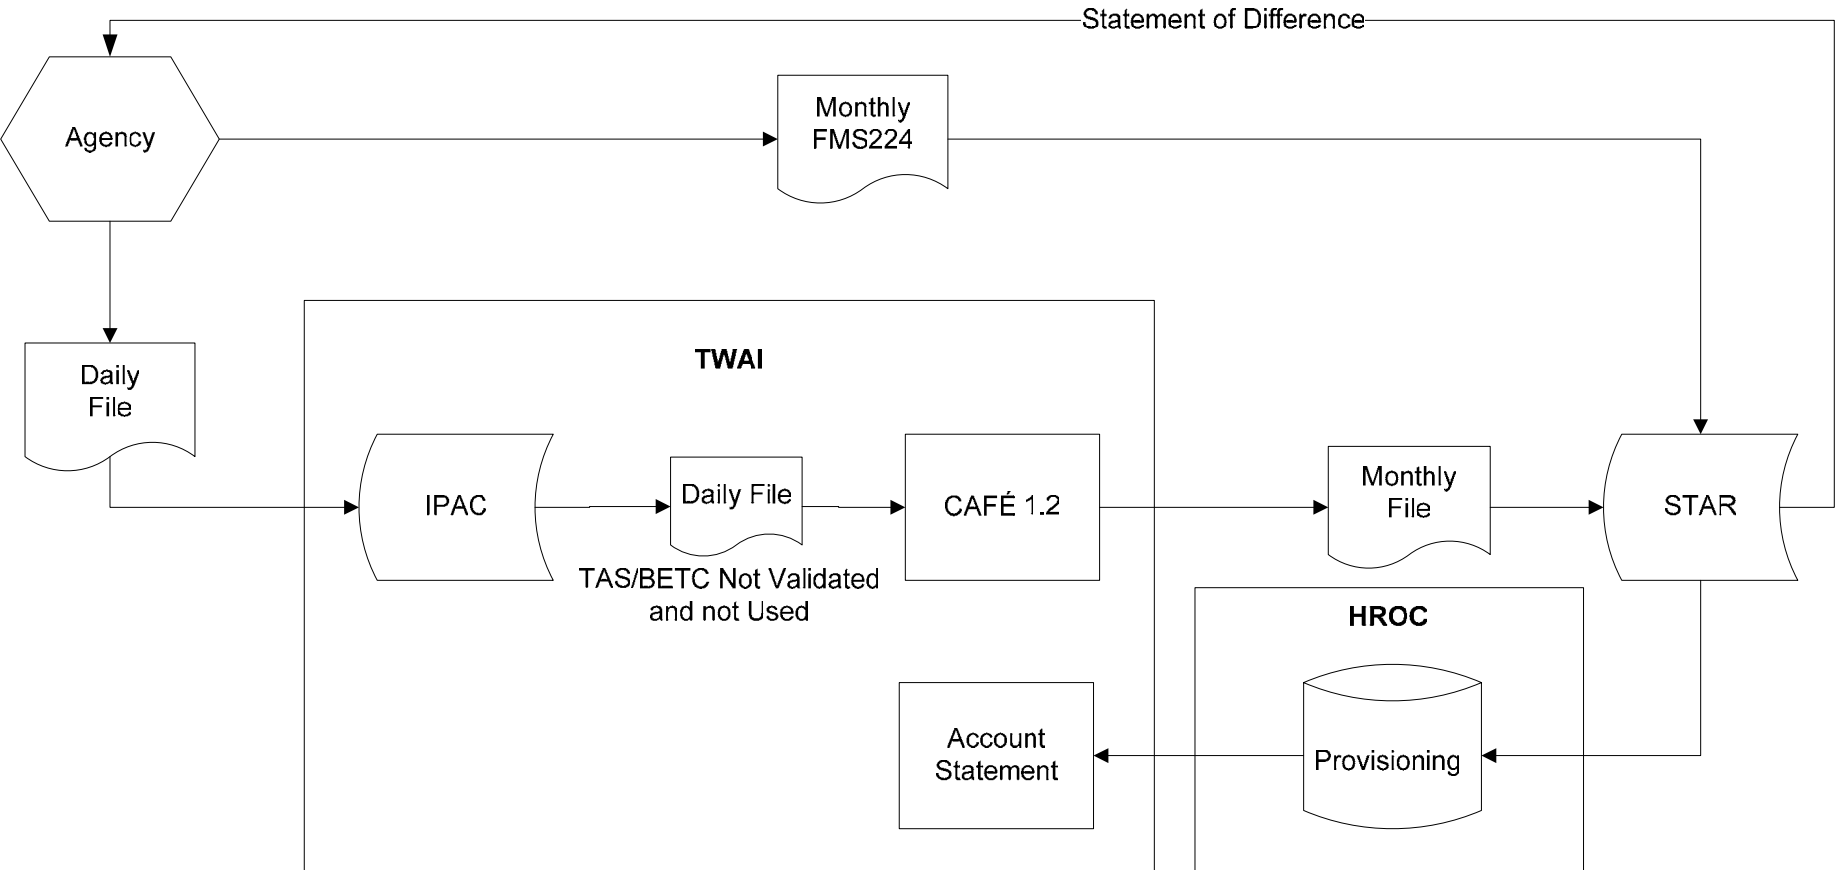 Statement of Difference
Monthly
FMS224
Agency
TWAI
Daily
File
IPAC
Daily File
CAFÉ 1.2
Monthly
File
STAR
TAS/BETC Not Validated
and not Used
HROC
Account
Statement
Provisioning